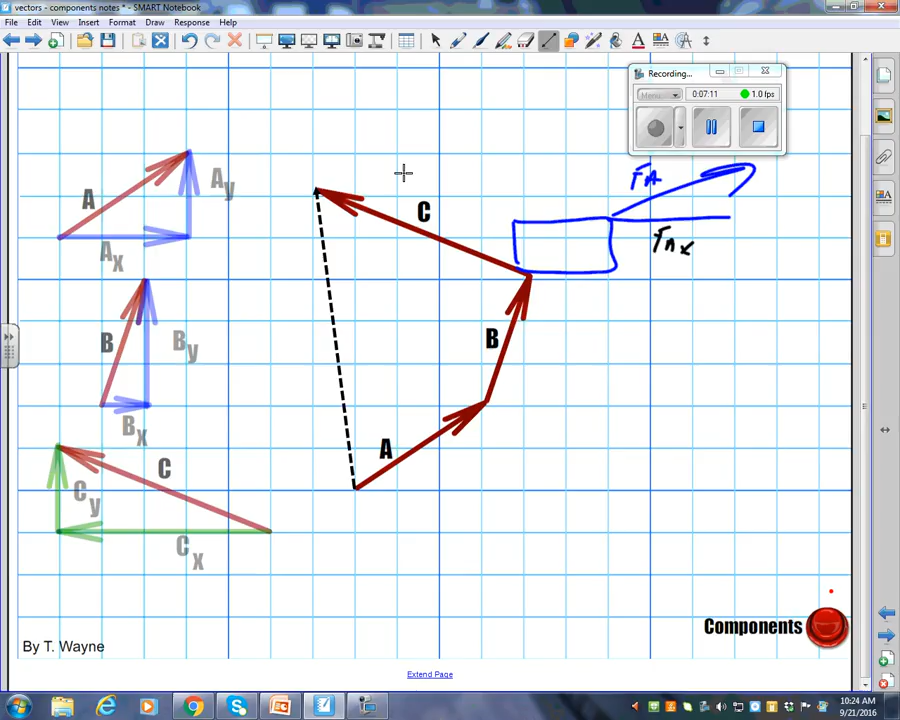 vectors - components notes * - SMART Notebook
File Edit View Insert Format Draw Response Help
Recording...
Menu
0:07:11 1.0 fps
A
Ay
Ax
B
By
Bx
C
Cy
Cx
C
B
A
FA
FAx
Components
By T. Wayne
Extend Page
10:24 AM
9/21/2016